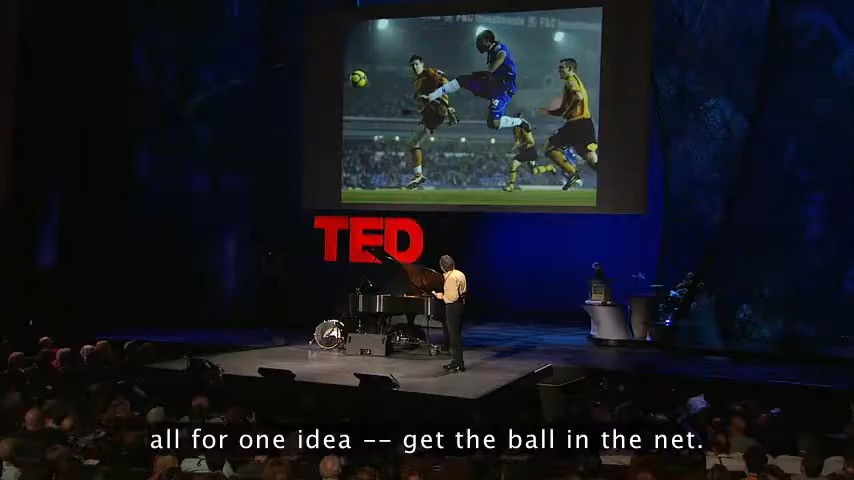 TED
all for one idea -- get the ball in the net.